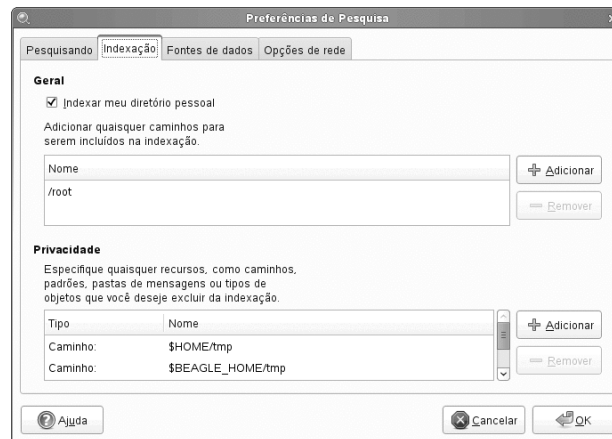 Preferências de Pesquisa
Pesquisando Indexação Fontes de dados Opções de rede
Geral
Indexar meu diretório pessoal
Adicionar quaisquer caminhos para
serem incluídos na indexação.
Nome
/root
Adicionar
Remover
Privacidade
Especifique quaisquer recursos, como caminhos,
padrões, pastas de mensagens ou tipos de
objetos que você deseje excluir da indexação.
Tipo Nome
Caminho: $HOME/tmp
Caminho: $BEAGLE_HOME/tmp
Adicionar
Remover
Ajuda Cancelar OK